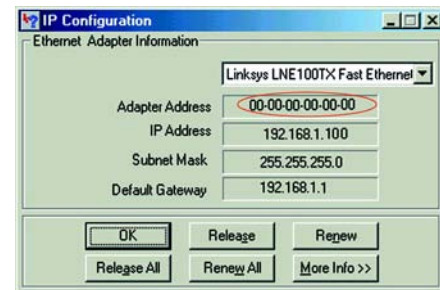 IP Configuration
Ethernet Adapter Information
Linksys LNE100TX Fast Ethernet
Adapter Address 00-00-00-00-00-00
IP Address 192.168.1.100
Subnet Mask 255.255.255.0
Default Gateway 192.168.1.1
OK Release Renew
Release All Renew All More Info >>